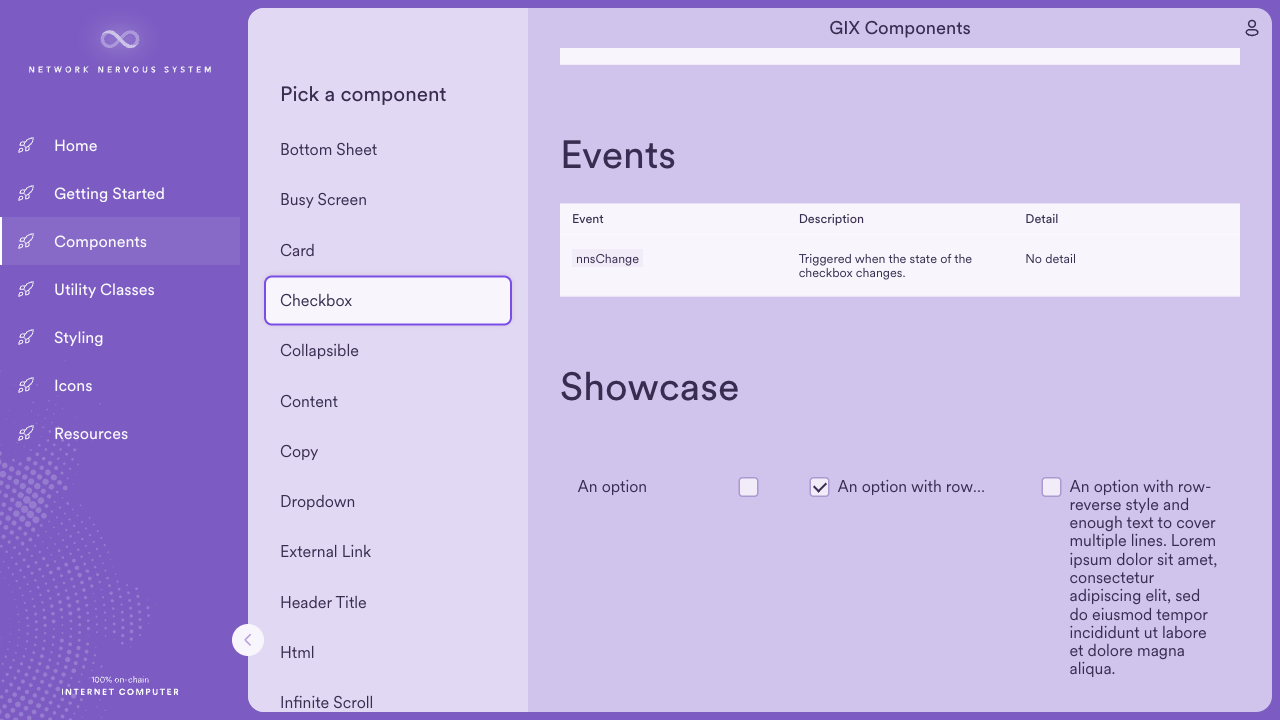 NETWORK NERVOUS SYSTEM
Home
Getting Started
Components
Utility Classes
Styling
Icons
Resources
100% on-chain
INTERNET COMPUTER
Pick a component
Bottom Sheet
Busy Screen
Card
Checkbox
Collapsible
Content
Copy
Dropdown
External Link
Header Title
Html
Infinite Scroll
GIX Components
Events
Event Description Detail
nnsChange Triggered when the state of the No detail
checkbox changes.
Showcase
An option
An option with row...
An option with row-
reverse style and
enough text to cover
multiple lines. Lorem
ipsum dolor sit amet,
consectetur
adipiscing elit, sed
do eiusmod tempor
incididunt ut labore
et dolore magna
aliqua.